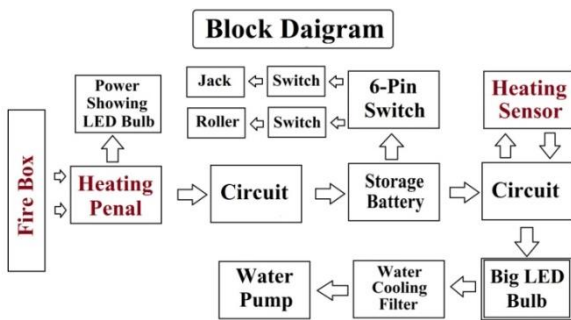 Block Daigram
Power
Showing
LED Bulb
Jack
Switch
Roller
Switch
6-Pin
Switch
Heating
Sensor
Fire Box
Heating
Penal
Circuit
Storage
Battery
Circuit
Water
Pump
Water
Cooling
Filter
Big LED
Bulb